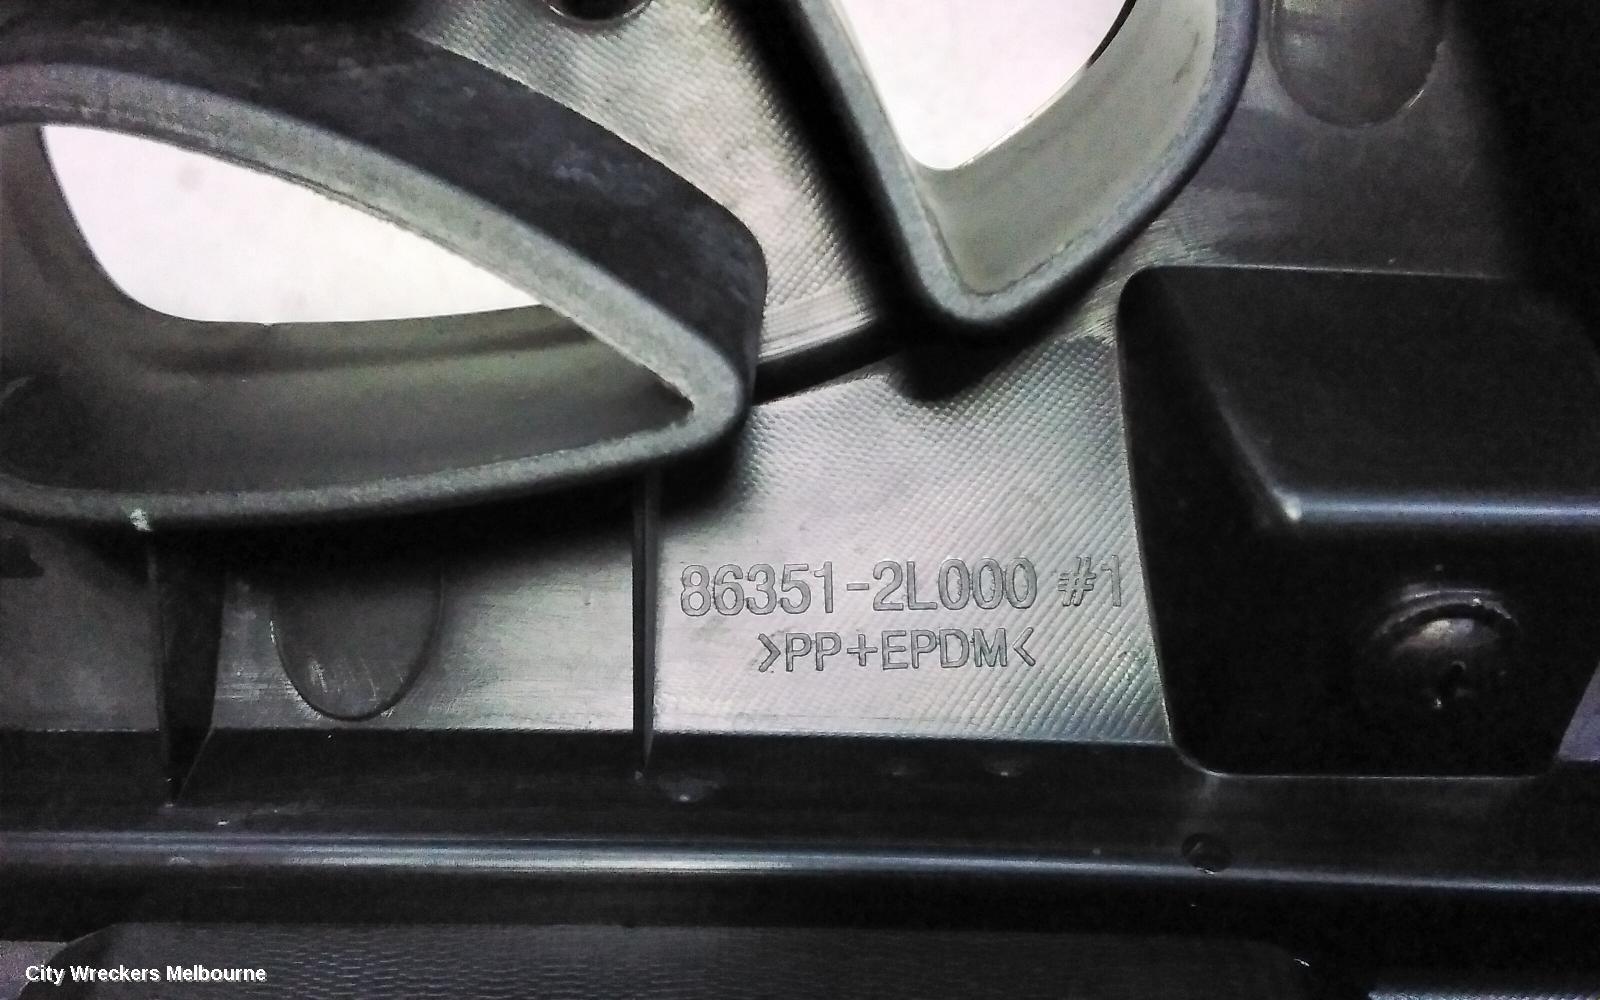 86351-2L000 #1
>PP+EPDM<
City Wreckers Melbourne